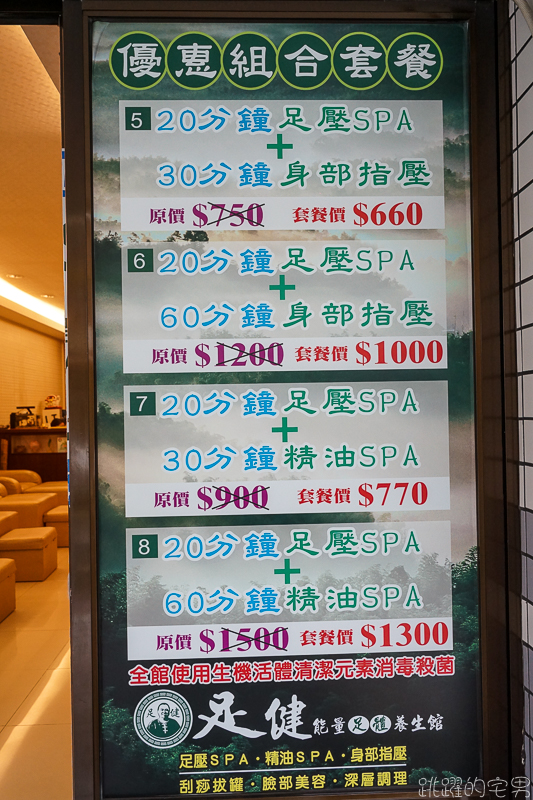 優惠組合套餐
5 20分鐘足壓SPA
+
30分鐘身部指壓
原價 $750 套餐價 $660
6 20分鐘足壓SPA
+
60分鐘身部指壓
原價 $1200 套餐價 $1000
7 20分鐘足壓SPA
+
30分鐘精油SPA
原價 $900 套餐價 $770
8 20分鐘足壓SPA
+
60分鐘精油SPA
原價 $1500 套餐價 $1300
全館使用生機活體清潔元素消毒殺菌
足健 足健 能量足體養生館
足壓SPA·精油SPA·身部指壓
刮痧拔罐·臉部美容·深層調理
跳躍的宅男